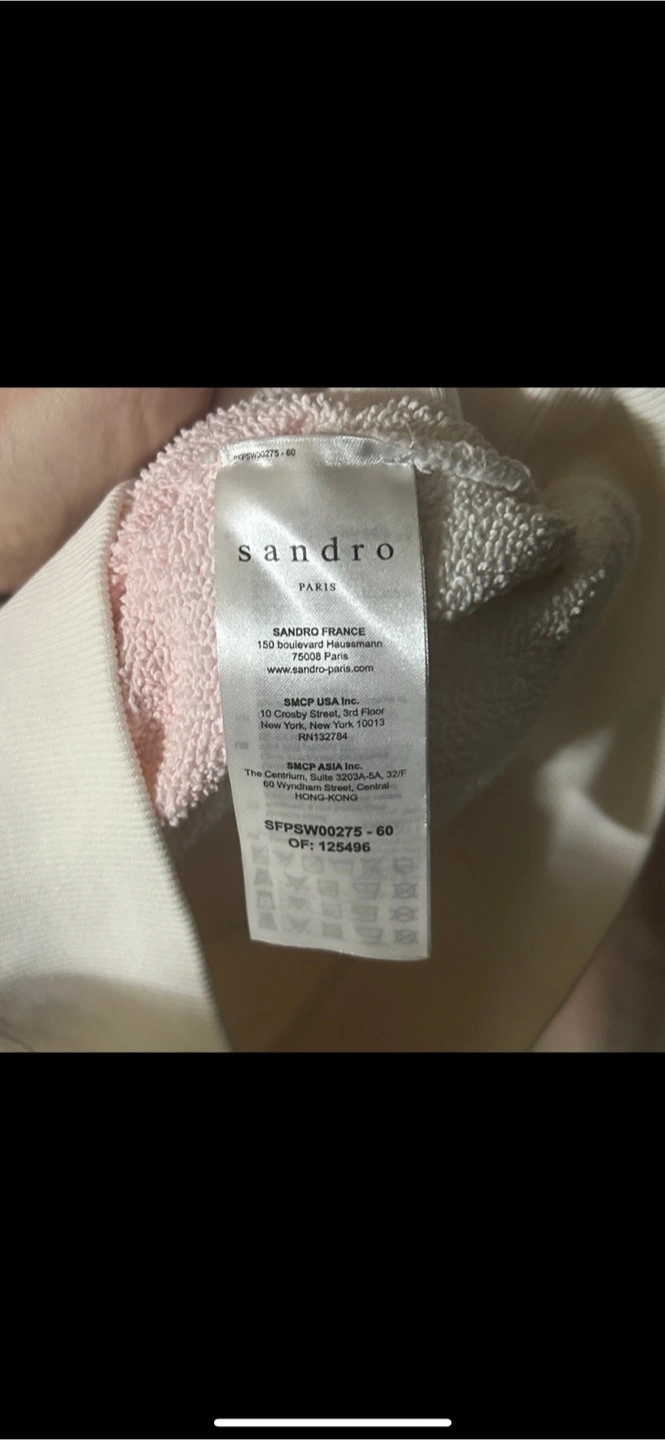 SFPSW00275 - 60
sandro
PARIS
SANDRO FRANCE
150 boulevard Haussmann
75008 Paris
www.sandro-paris.com
SMCP USA Inc.
10 Crosby Street, 3rd Floor
New York, New York 10013
RN132784
SMCP ASIA Inc.
The Centrium, Suite 3203A-5A, 32/F
60 Wyndham Street, Central
HONG-KONG
SFPSW00275 - 60
OF: 125496